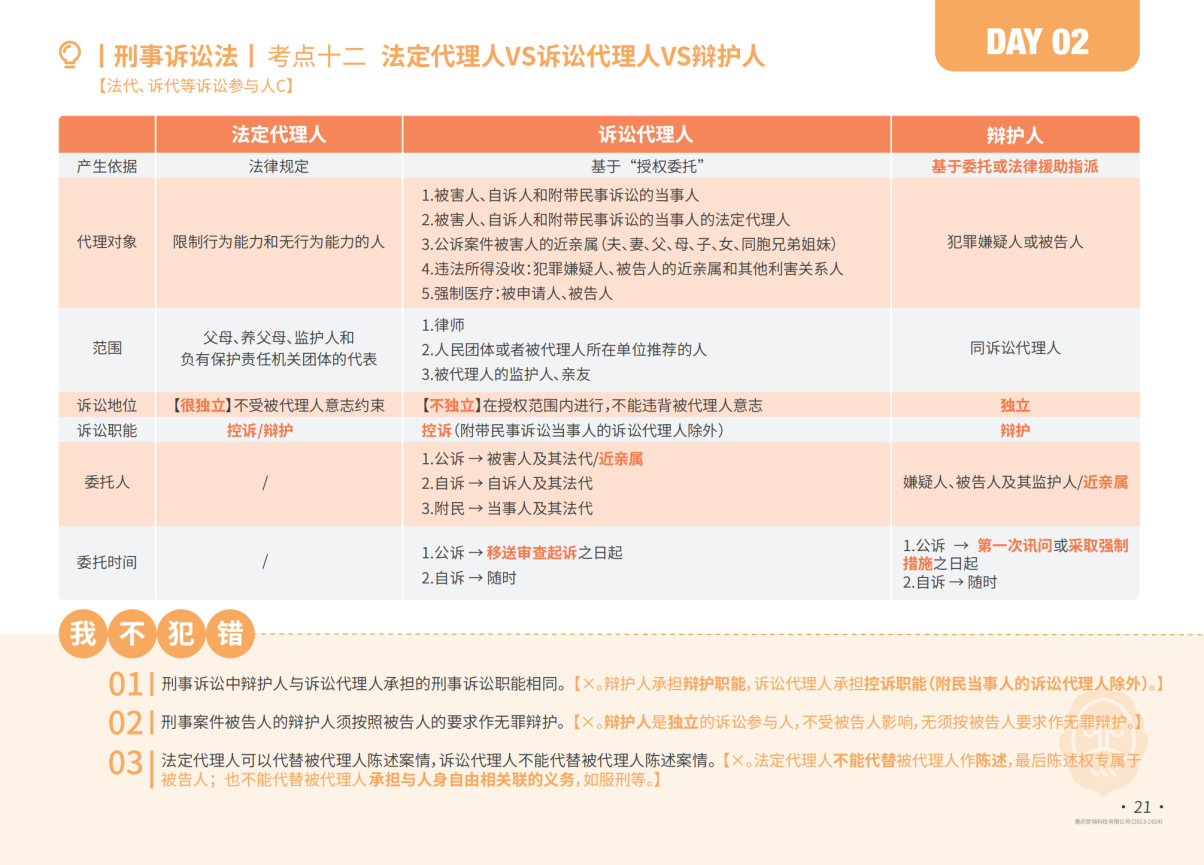 DAY 02
|刑事诉讼法| 考点十二 法定代理人VS诉讼代理人VS辩护人
【法代、诉代等诉讼参与人C】
法定代理人 诉讼代理人 辩护人
产生依据 法律规定 基于“授权委托” 基于委托或法律援助指派
代理对象 限制行为能力和无行为能力的人
1.被害人、自诉人和附带民事诉讼的当事人
2.被害人、自诉人和附带民事诉讼的当事人的法定代理人
3.公诉案件被害人的近亲属(夫、妻、父、母、子、女、同胞兄弟姐妹)
4.违法所得没收:犯罪嫌疑人、被告人的近亲属和其他利害关系人
5.强制医疗:被申请人、被告人
犯罪嫌疑人或被告人
范围
父母、养父母、监护人和
负有保护责任机关团体的代表
1.律师
2.人民团体或者被代理人所在单位推荐的人
3.被代理人的监护人、亲友
同诉讼代理人
诉讼地位 【很独立】不受被代理人意志约束 【不独立】在授权范围内进行,不能违背被代理人意志 独立
诉讼职能 控诉/辩护 控诉(附带民事诉讼当事人的诉讼代理人除外) 辩护
委托人 /
1.公诉 → 被害人及其法代/近亲属
2.自诉 → 自诉人及其法代
3.附民 → 当事人及其法代
嫌疑人、被告人及其监护人/近亲属
委托时间 /
1.公诉 → 移送审查起诉之日起
2.自诉 → 随时
1.公诉 → 第一次讯问或采取强制
措施之日起
2.自诉 → 随时
我不犯错
01| 刑事诉讼中辩护人与诉讼代理人承担的刑事诉讼职能相同。【×。辩护人承担辩护职能,诉讼代理人承担控诉职能(附民当事人的诉讼代理人除外)。】
02| 刑事案件被告人的辩护人须按照被告人的要求作无罪辩护。【×。辩护人是独立的诉讼参与人,不受被告人影响,无须按被告人要求作无罪辩护。】
03| 法定代理人可以代替被代理人陈述案情,诉讼代理人不能代替被代理人陈述案情。【×。法定代理人不能代替被代理人作陈述,最后陈述权专属于
被告人；也不能代替被代理人承担与人身自由相关联的义务,如服刑等。】
· 21 ·